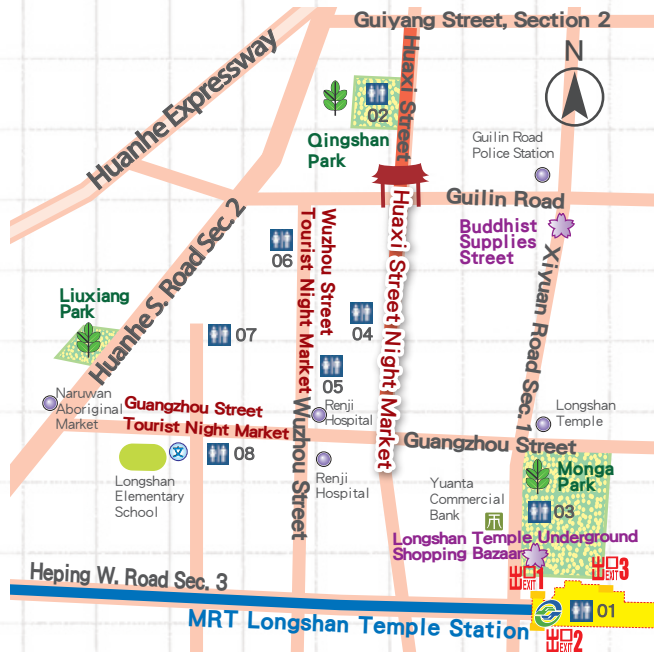 Guiyang Street, Section 2
Huanhe Expressway
Huaxi Street
N
02
Qingshan
Park
Guilin Road
Police Station
Guilin Road
Huanhe S. Road Sec. 2
Wuzhou Street
Tourist Night Market
Huaxi Street Night Market
Buddhist
Supplies
Street
06
Xiyuan Road Sec. 1
Liuxiang
Park
04
07
05
Naruwan
Aboriginal
Market
Guangzhou Street
Tourist Night Market
Renji
Hospital
Longshan
Temple
Wuzhou Street
Guangzhou Street
文
08
Longshan
Elementary
School
Renji
Hospital
Monga
Park
Yuanta
Commercial
Bank
03
Longshan Temple Underground
Shopping Bazaar
出口
EXIT 1
出口
EXIT 3
Heping W. Road Sec. 3
01
MRT Longshan Temple Station
出口
EXIT 2